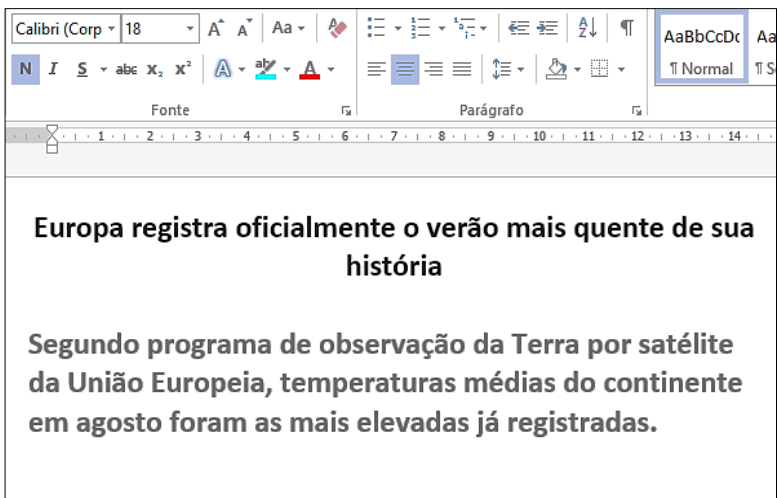 Calibri (Corp 18 A A Aa
AaBbCcDc Aa
N I S abc X₂ X² A aby A
¶ Normal ¶ S
Fonte Parágrafo
1 2 3 4 5 6 7 8 9 10 11 12 13 14
Europa registra oficialmente o verão mais quente de sua
história
Segundo programa de observação da Terra por satélite
da União Europeia, temperaturas médias do continente
em agosto foram as mais elevadas já registradas.